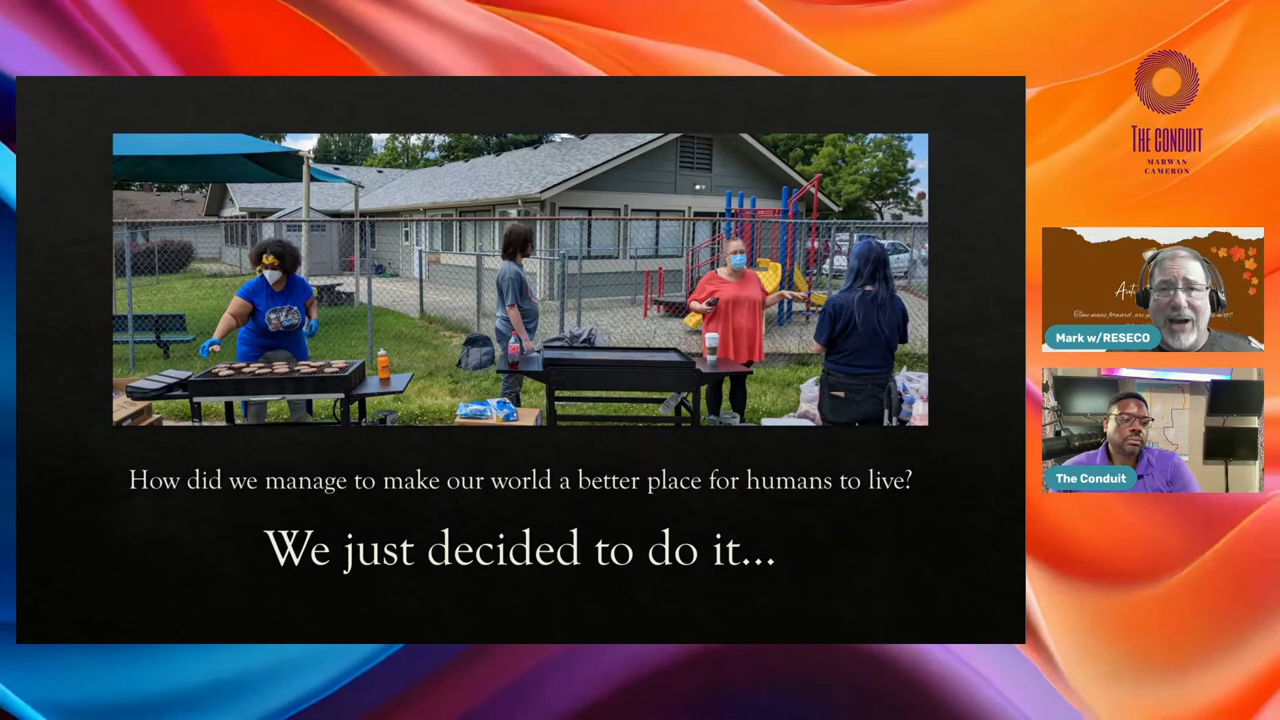 THE CONDUIT
MARWAN
CAMERON
Mark w/RESECO
The Conduit
How did we manage to make our world a better place for humans to live?
We just decided to do it...